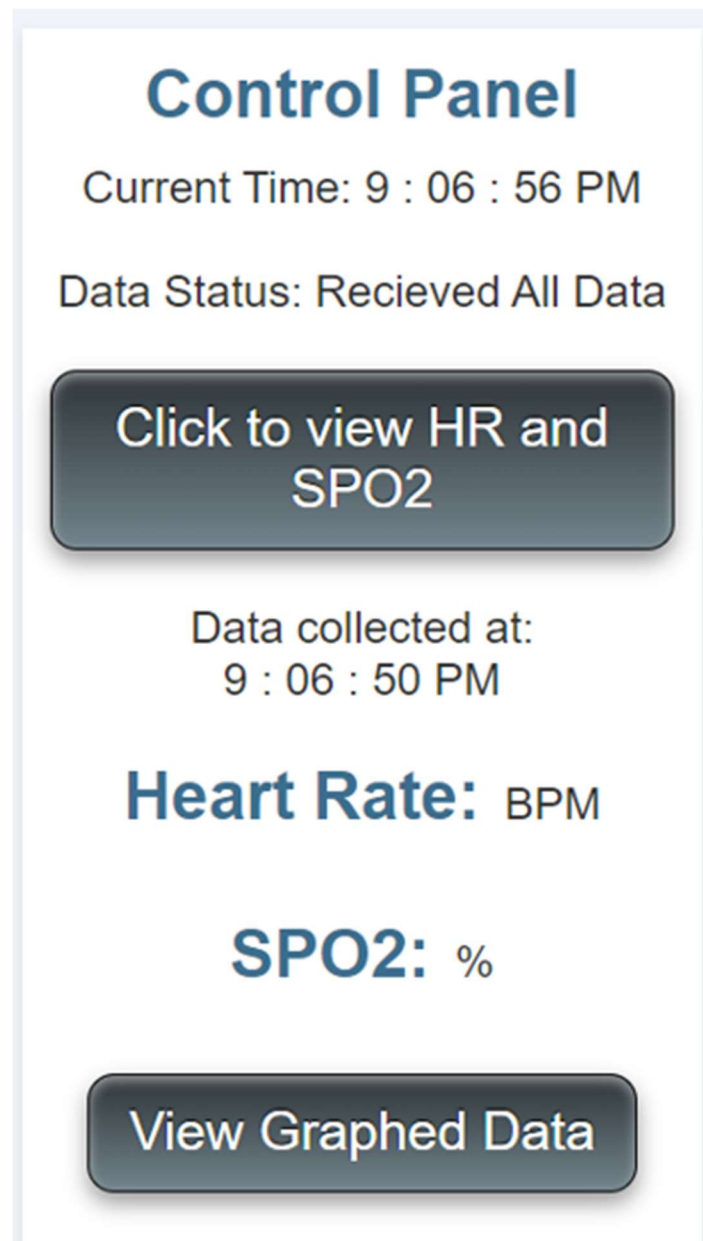 Control Panel
Current Time: 9 : 06 : 56 PM
Data Status: Recieved All Data
Click to view HR and
SPO2
Data collected at:
9 : 06 : 50 PM
Heart Rate: BPM
SPO2: %
View Graphed Data